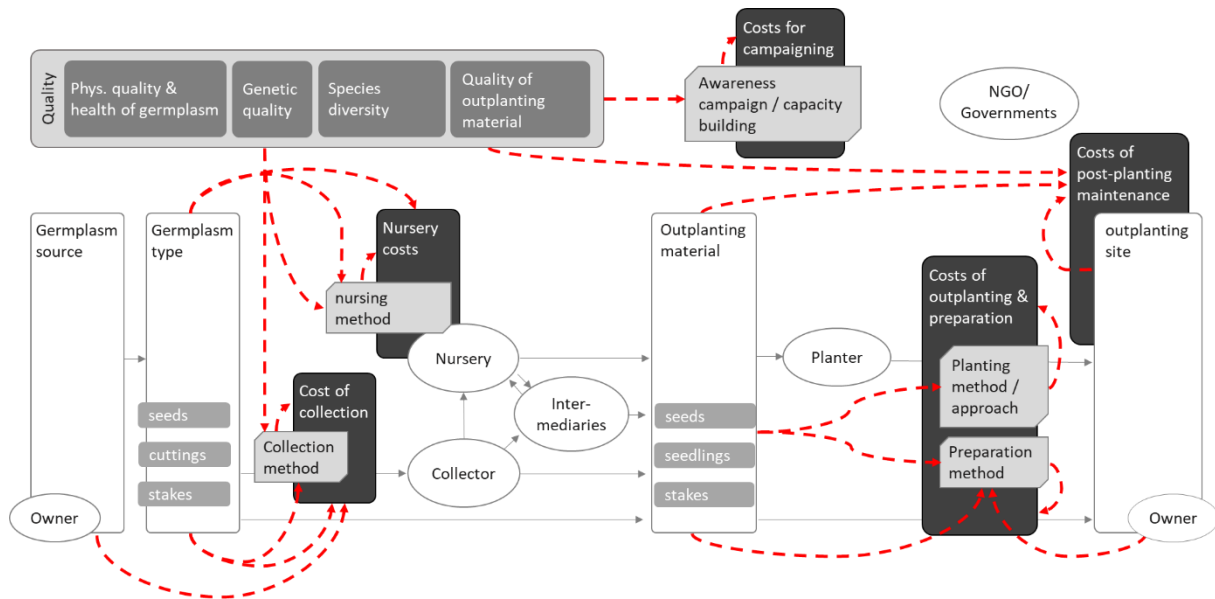 Quality
Phys. quality &
health of germplasm
Genetic
quality
Species
diversity
Quality of
outplanting
material
Costs for
campaigning
Awareness
campaign / capacity
building
NGO/
Governments
Costs of
post-planting
maintenance
Germplasm
source
Germplasm
type
Nursery
costs
nursing
method
Outplanting
material
outplanting
site
Costs of
outplanting &
preparation
Nursery
Planter
Planting
method /
approach
Cost of
collection
Inter-
mediaries
seeds
cuttings
stakes
Collection
method
Collector
seeds
seedlings
stakes
Preparation
method
Owner
Owner